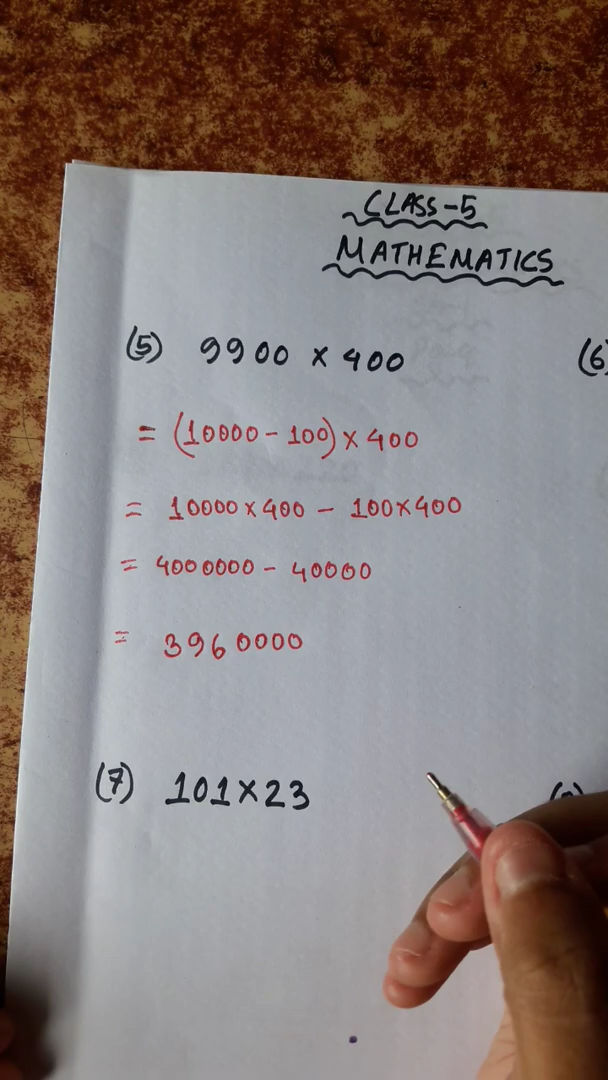 CLASS-5
MATHEMATICS
(5) 9900 × 400
(6)
= (10000 - 100) × 400
= 10000 × 400 - 100 × 400
= 4000000 - 40000
= 3960000
(7) 101 × 23